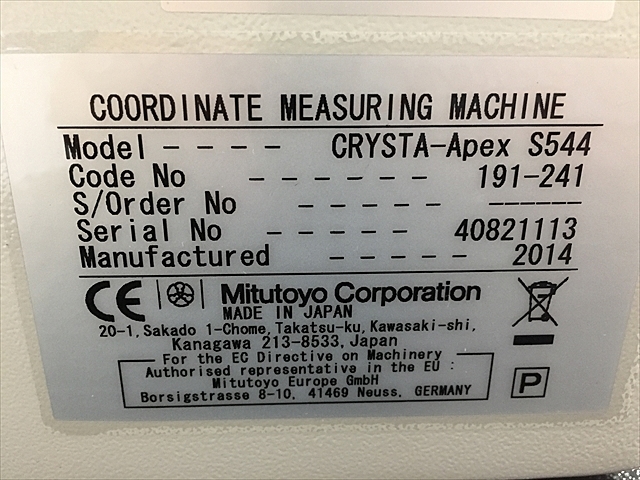 COORDINATE MEASURING MACHINE
Model - - - - CRYSTA-Apex S544
Code No - - - - - - 191-241
S/Order No - - - - - ------
Serial No - - - - - 40821113
Manufactured - - - - - 2014
CE Mitutoyo Corporation
MADE IN JAPAN
20-1, Sakado 1-Chome, Takatsu-ku, Kawasaki-shi,
Kanagawa 213-8533, Japan
For the EC Directive on Machinery
Authorised representative in the EU :
Mitutoyo Europe GmbH
Borsigstrasse 8-10, 41469 Neuss, GERMANY
P